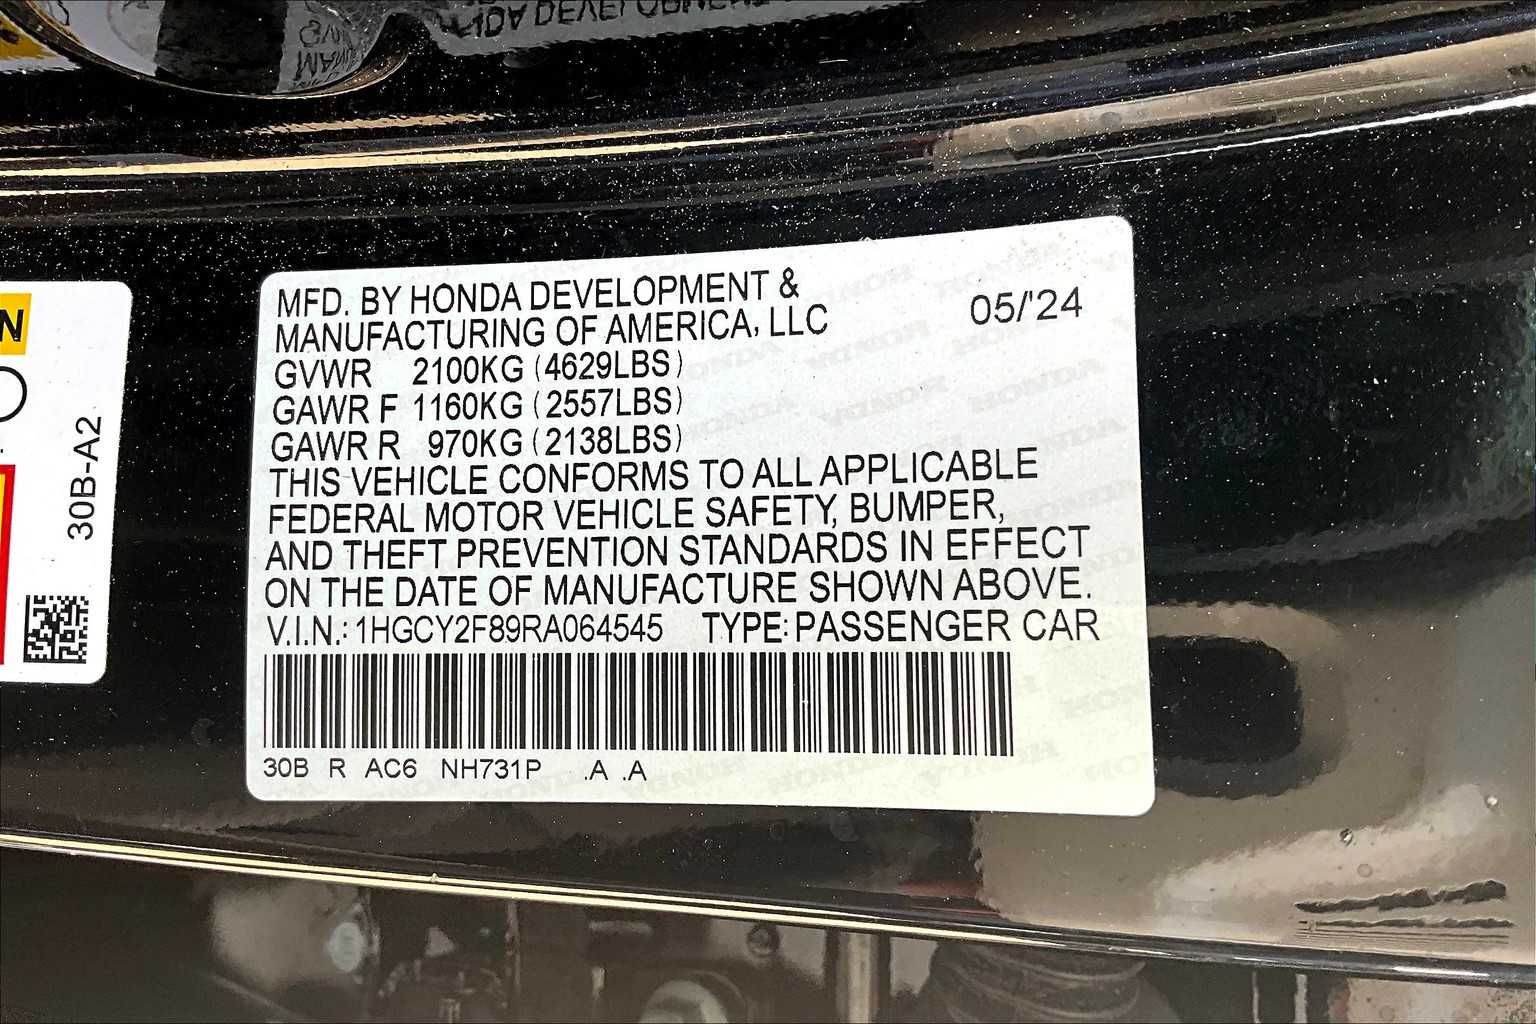 MFD. BY HONDA DEVELOPMENT &
MANUFACTURING OF AMERICA, LLC
05/'24
GVWR 2100KG (4629LBS)
GAWR F 1160KG (2557LBS)
GAWR R 970KG (2138LBS)
THIS VEHICLE CONFORMS TO ALL APPLICABLE
FEDERAL MOTOR VEHICLE SAFETY, BUMPER,
AND THEFT PREVENTION STANDARDS IN EFFECT
ON THE DATE OF MANUFACTURE SHOWN ABOVE.
V.I.N.: 1HGCY2F89RA064545 TYPE: PASSENGER CAR
30B R AC6 NH731P .A .A
30B-A2